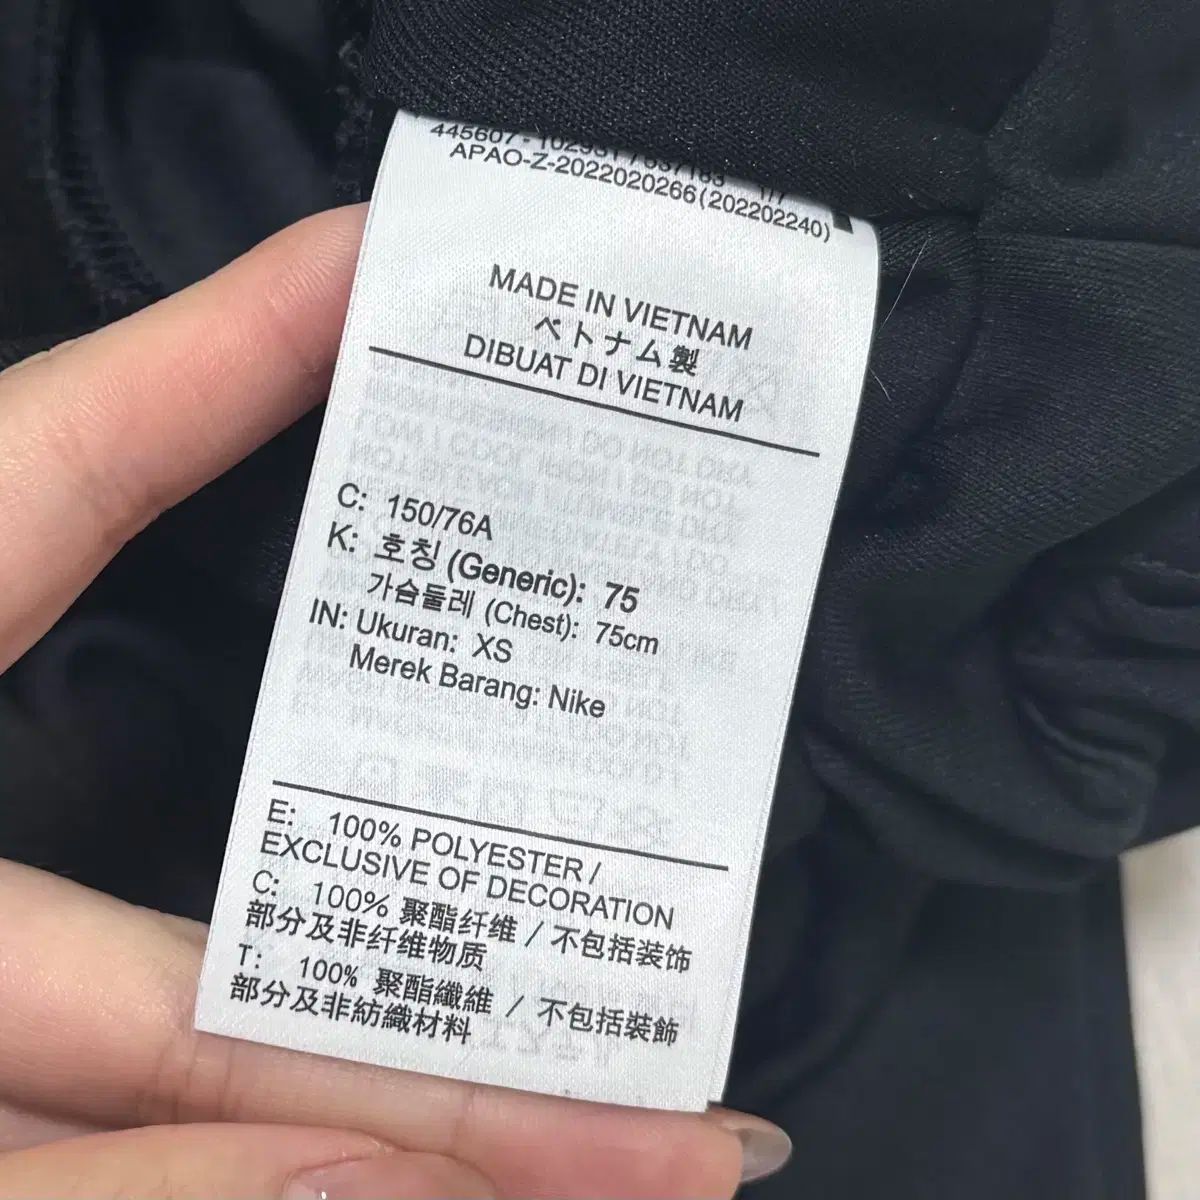 445607 - 1/7
APAO-Z-2022020266(202202240)
MADE IN VIETNAM
ベトナム製
DIBUAT DI VIETNAM
C: 150/76A
K: 호칭 (Generic): 75
가슴둘레 (Chest): 75cm
IN: Ukuran: XS
Merek Barang: Nike
E: 100% POLYESTER /
EXCLUSIVE OF DECORATION
C: 100% 聚酯纤维 / 不包括装饰
部分及非纤维物质
T: 100% 聚酯纖維 / 不包括裝飾
部分及非紡織材料